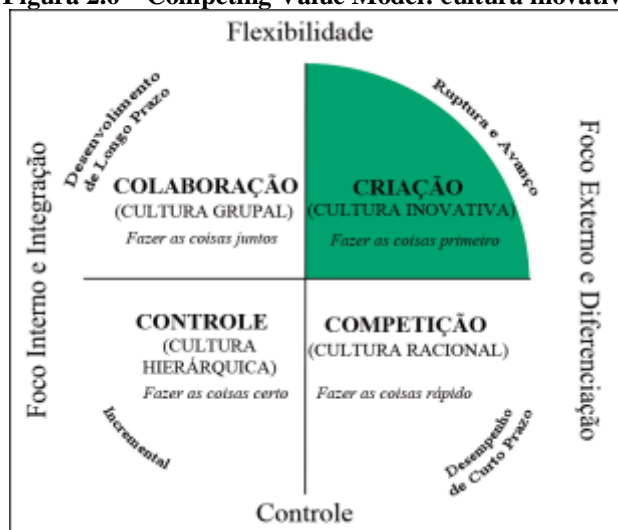 Figura 2.6 – Competing Value Model: cultura inovativ
Flexibilidade
Desenvolvimento
de Longo Prazo
Ruptura e Avanço
Foco Interno e Integração
Foco Externo e Diferenciação
COLABORAÇÃO
(CULTURA GRUPAL)
Fazer as coisas juntos
CRIAÇÃO
(CULTURA INOVATIVA)
Fazer as coisas primeiro
CONTROLE
(CULTURA
HIERÁRQUICA)
Fazer as coisas certo
COMPETIÇÃO
(CULTURA RACIONAL)
Fazer as coisas rápido
Incremental
Desempenho
de Curto Prazo
Controle